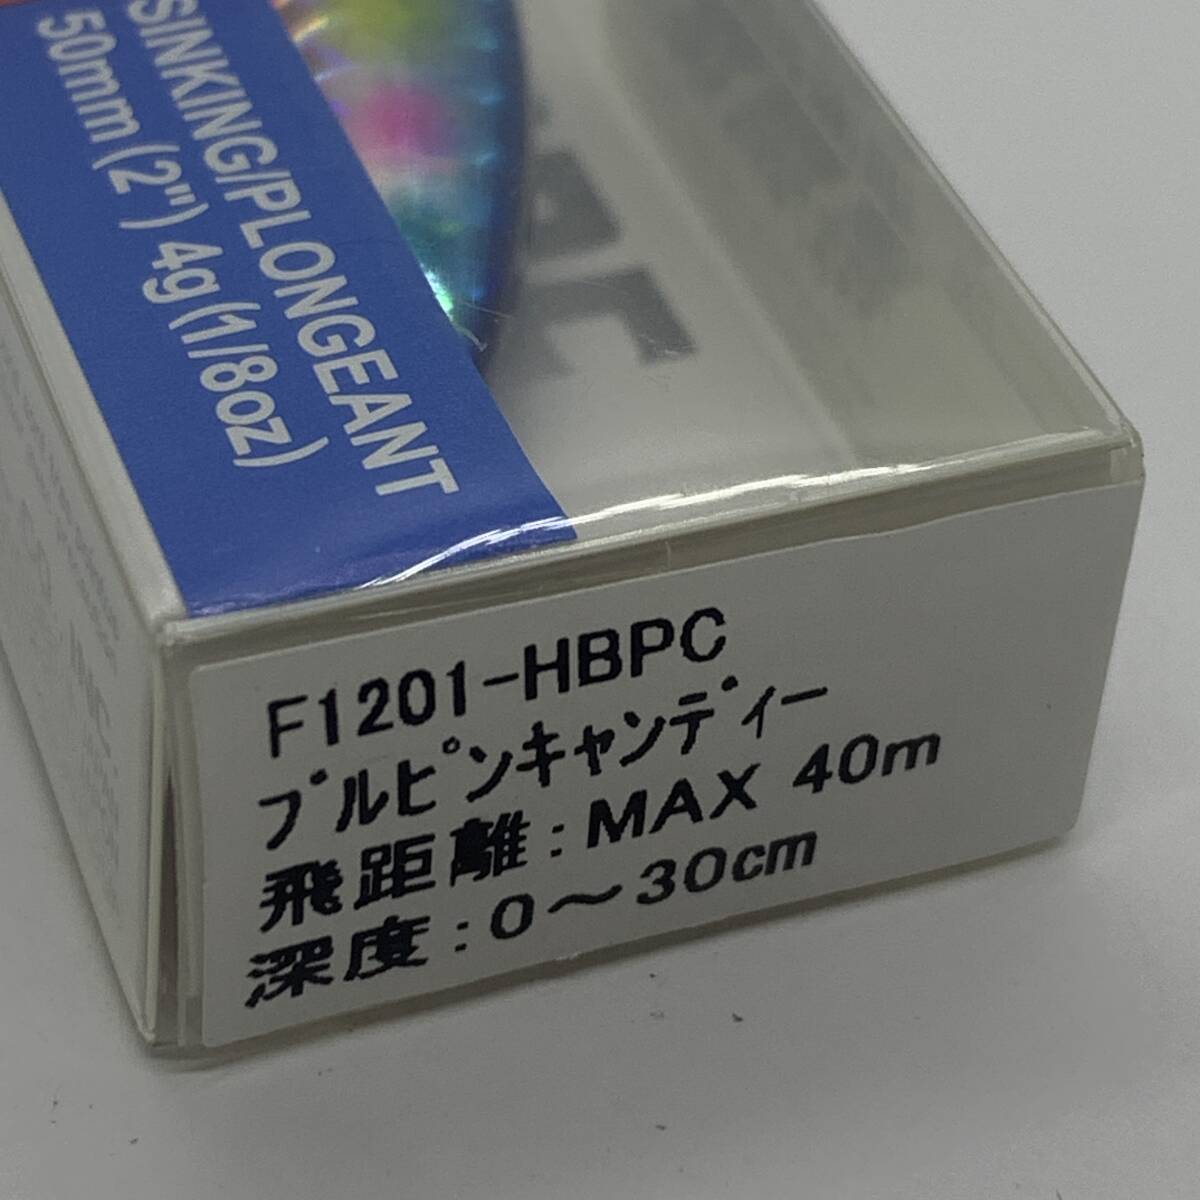 SINKING/PLONGEANT
50mm (2") 4g (1/8oz)
F1201-HBPC
ﾌﾞﾙﾋﾟﾝｷｬﾝﾃﾞｨｰ
飛距離:MAX 40m
深度:0～30cm